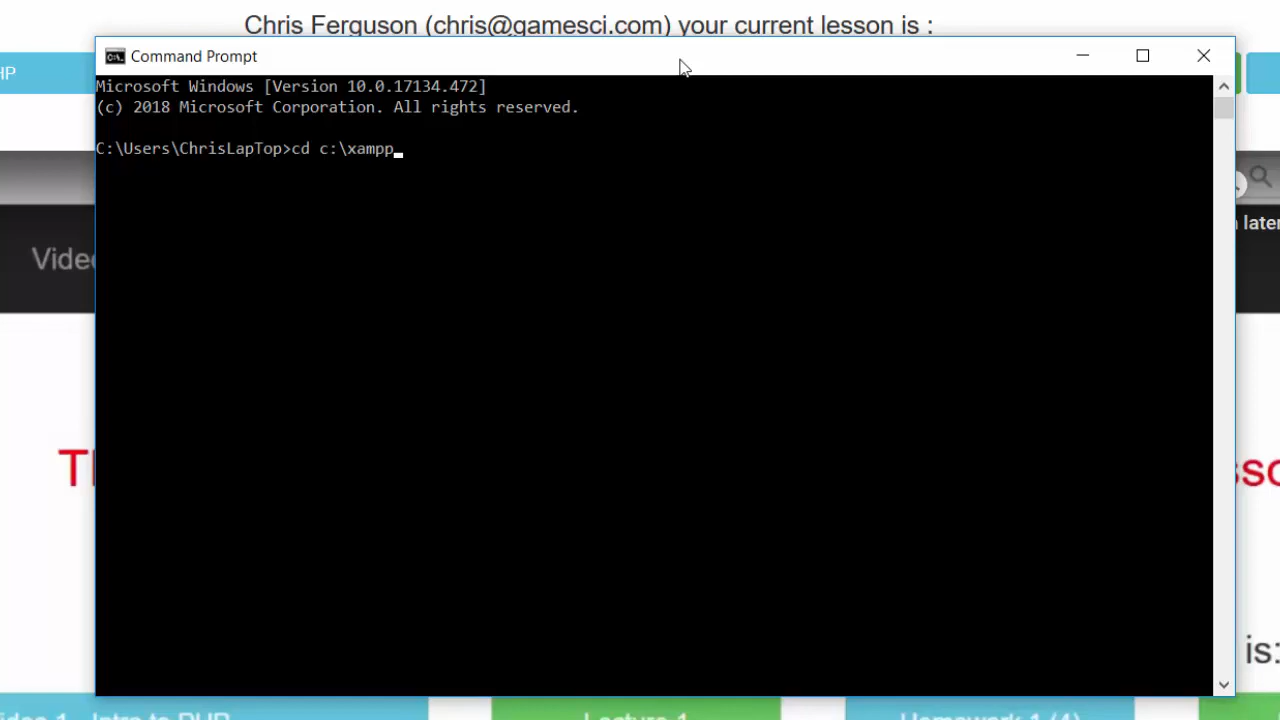 Chris Ferguson (chris@gamesci.com) your current lesson is :
HP
Command Prompt
Microsoft Windows [Version 10.0.17134.472]
(c) 2018 Microsoft Corporation. All rights reserved.
C:\Users\ChrisLapTop>cd c:\xampp
later
is:
Intro to PHP
Lecture 1
Homework 1 (4)